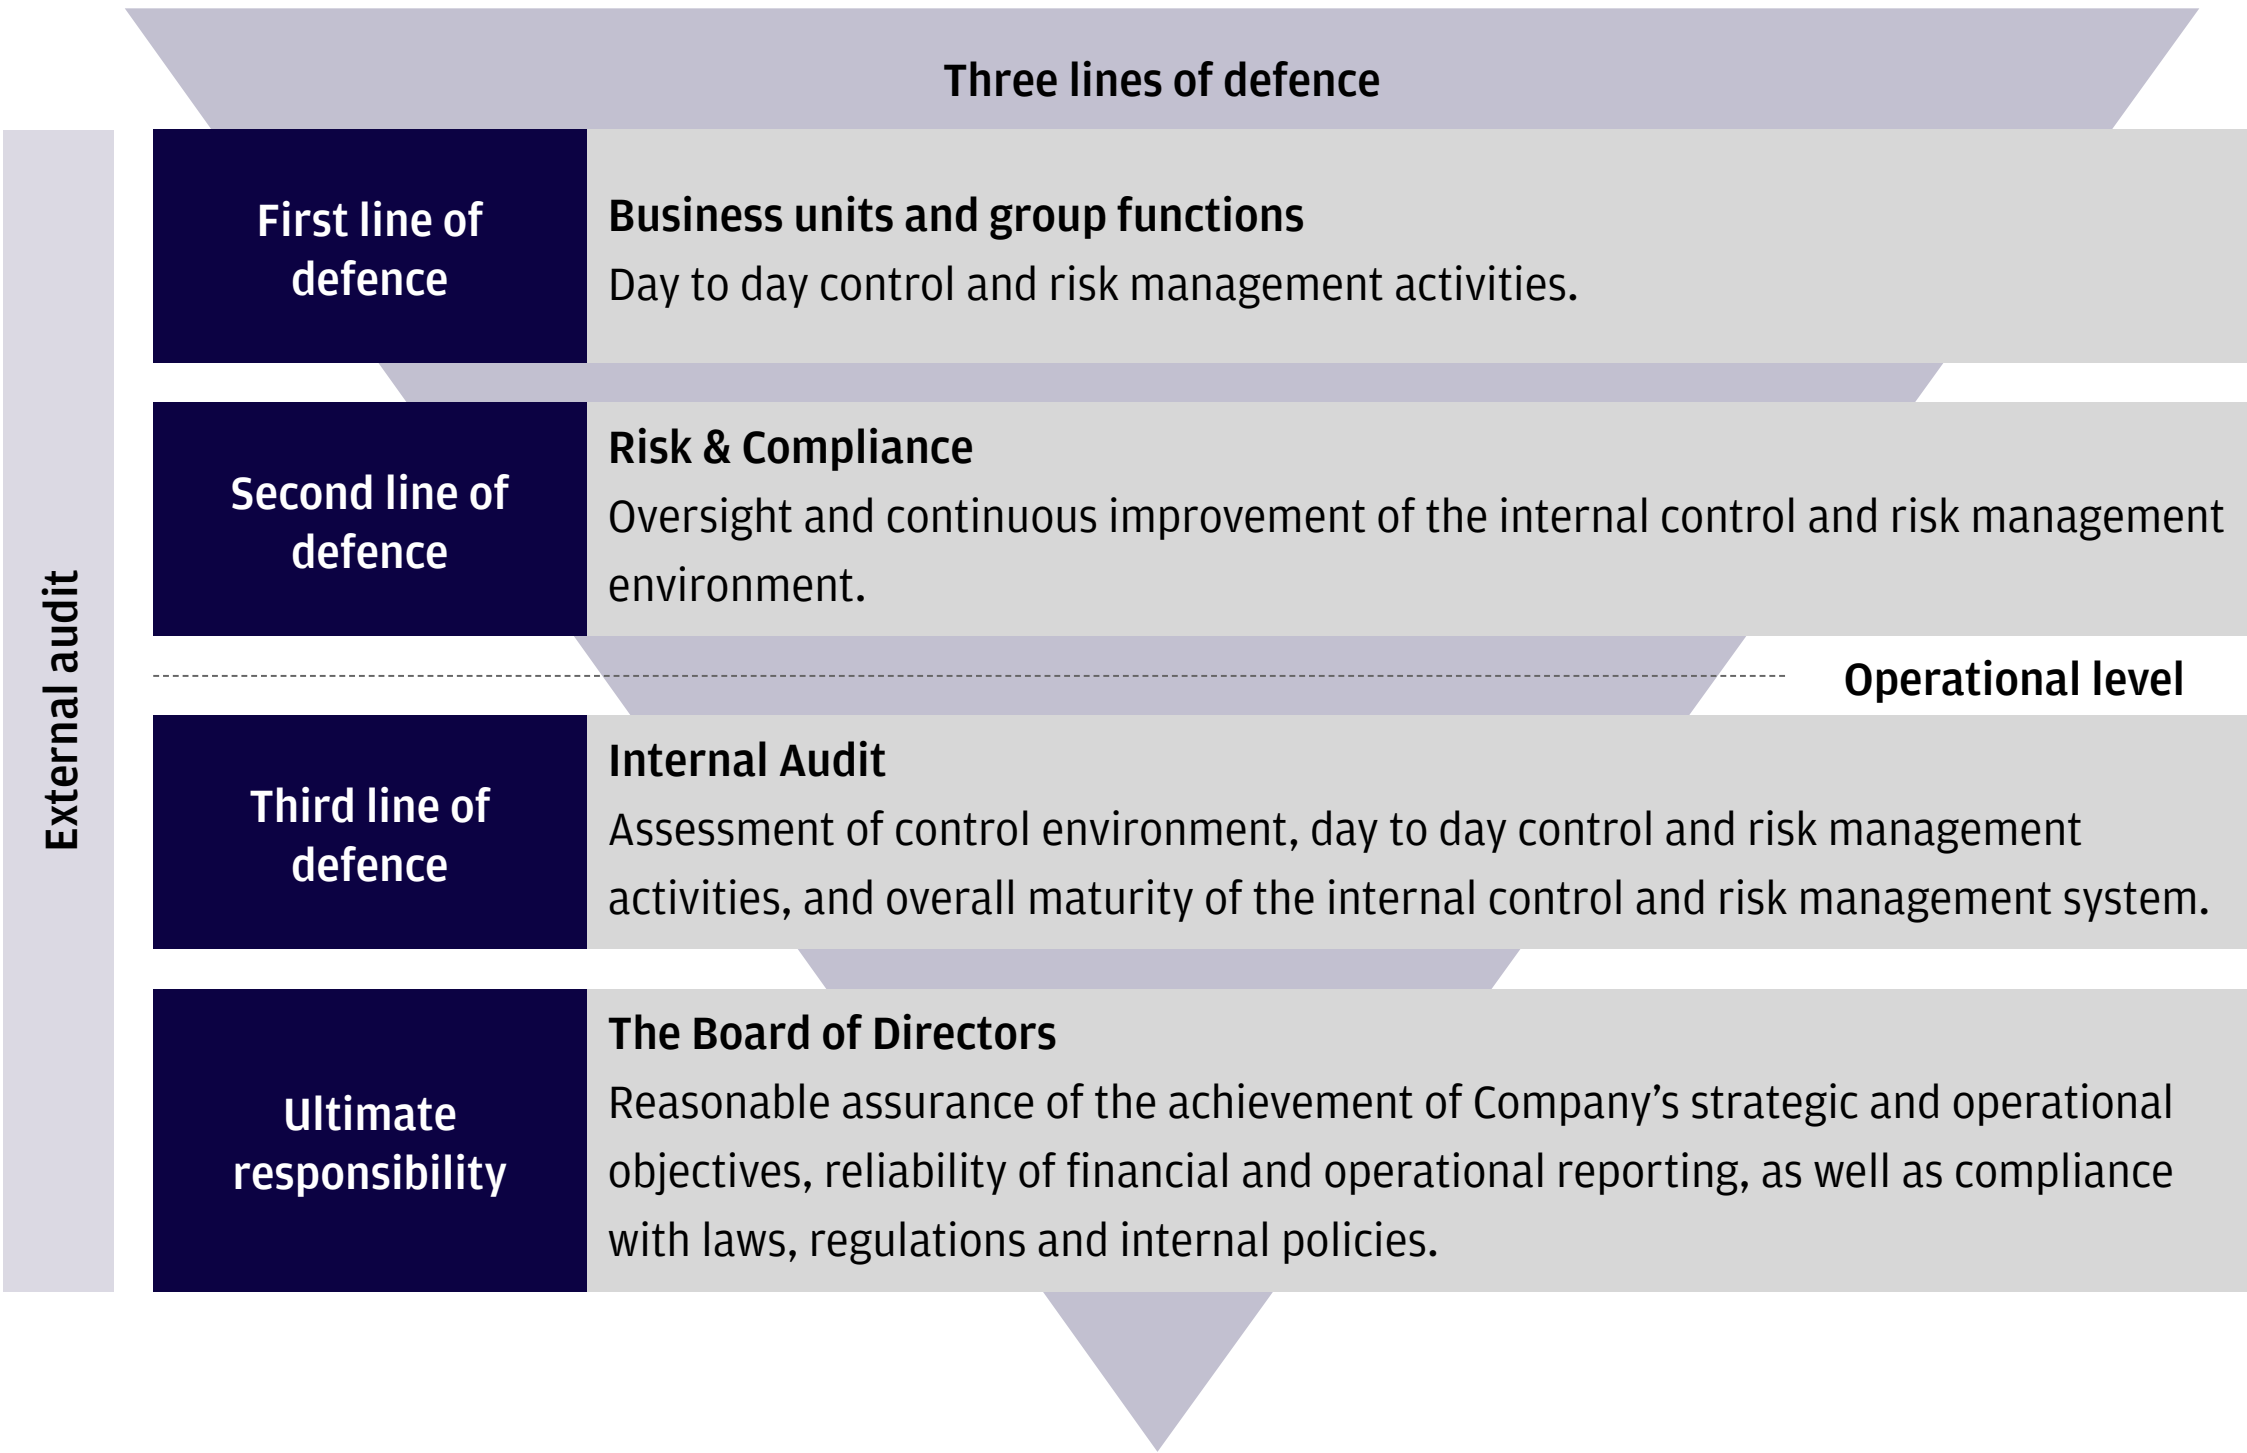 Three lines of defence
External audit
First line of
defence
Business units and group functions
Day to day control and risk management activities.
Second line of
defence
Risk & Compliance
Oversight and continuous improvement of the internal control and risk management
environment.
Operational level
Third line of
defence
Internal Audit
Assessment of control environment, day to day control and risk management
activities, and overall maturity of the internal control and risk management system.
Ultimate
responsibility
The Board of Directors
Reasonable assurance of the achievement of Company’s strategic and operational
objectives, reliability of financial and operational reporting, as well as compliance
with laws, regulations and internal policies.